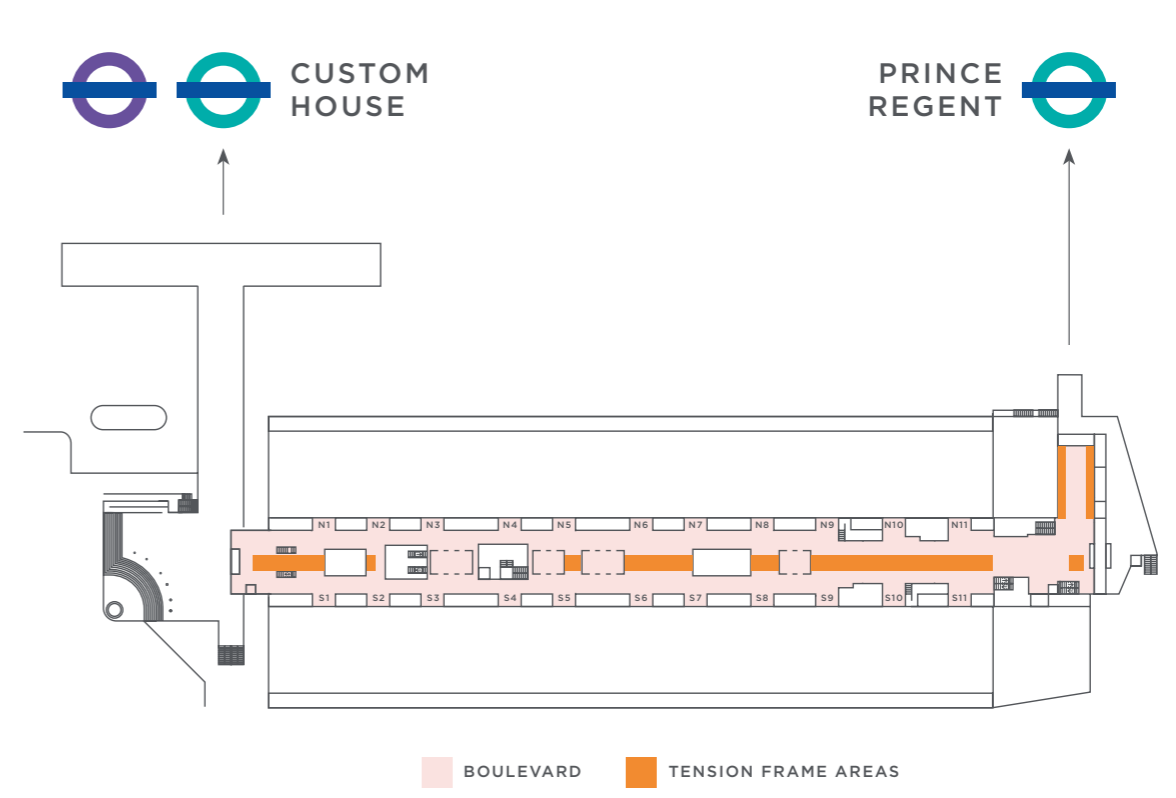 CUSTOM
HOUSE
PRINCE
REGENT
N1 N2 N3 N4 N5 N6 N7 N8 N9 N10 N11
S1 S2 S3 S4 S5 S6 S7 S8 S9 S10 S11
BOULEVARD
TENSION FRAME AREAS